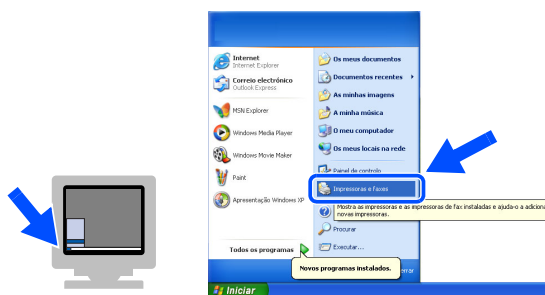 Internet
Internet Explorer
Correio electrónico
Outlook Express
MSN Explorer
Windows Media Player
Windows Movie Maker
Paint
Apresentação Windows XP
Todos os programas
Os meus documentos
Documentos recentes
As minhas imagens
A minha música
O meu computador
Os meus locais na rede
Painel de controlo
Impressoras e faxes
Mostra as impressoras e as impressoras de fax instaladas e ajuda-o a adiciona
novas impressoras.
Procurar
Executar...
Novos programas instalados.
Iniciar